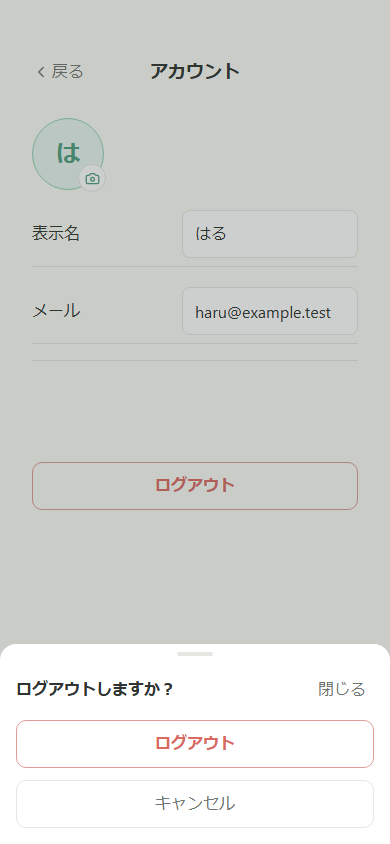 戻る
アカウント
は
表示名
はる
メール
haru@example.test
ログアウト
ログアウトしますか？
閉じる
ログアウト
キャンセル